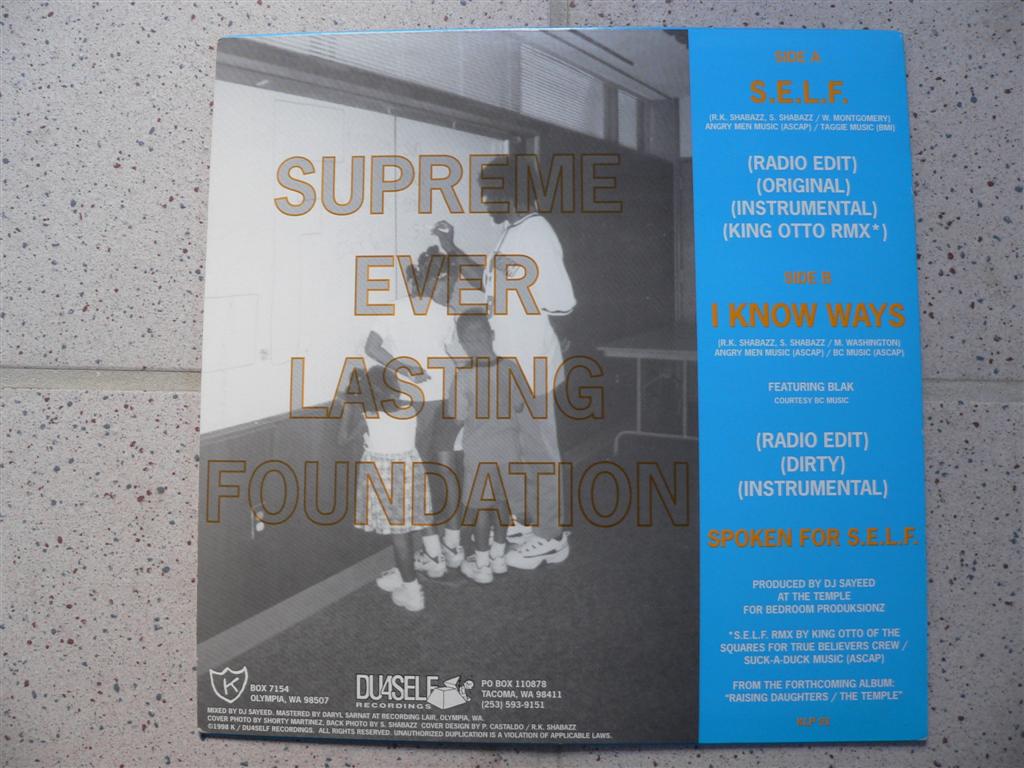 SUPREME
EVER
LASTING
FOUNDATION
SIDE A
S.E.L.F.
(R.K. SHABAZZ, S. SHABAZZ / W. MONTGOMERY)
ANGRY MEN MUSIC (ASCAP) / TAGGIE MUSIC (BMI)
(RADIO EDIT)
(ORIGINAL)
(INSTRUMENTAL)
(KING OTTO RMX*)
SIDE B
I KNOW WAYS
(R.K. SHABAZZ, S. SHABAZZ / M. WASHINGTON)
ANGRY MEN MUSIC (ASCAP) / BC MUSIC (ASCAP)
FEATURING BLAK
COURTESY BC MUSIC
(RADIO EDIT)
(DIRTY)
(INSTRUMENTAL)
SPOKEN FOR S.E.L.F.
PRODUCED BY DJ SAYEED
AT THE TEMPLE
FOR BEDROOM PRODUKSIONZ
*S.E.L.F. RMX BY KING OTTO OF THE
SQUARES FOR TRUE BELIEVERS CREW /
SUCK-A-DUCK MUSIC (ASCAP)
FROM THE FORTHCOMING ALBUM:
"RAISING DAUGHTERS / THE TEMPLE"
K
BOX 7154
OLYMPIA, WA 98507
DU4SELF
RECORDINGS
PO BOX 110878
TACOMA, WA 98411
(253) 593-9151
MIXED BY DJ SAYEED. MASTERED BY DARYL SARNAT AT RECORDING LAIR, OLYMPIA, WA.
COVER PHOTO BY SHORTY MARTINEZ. BACK PHOTO BY S. SHABAZZ COVER DESIGN BY P. CASTALDO / R.K. SHABAZZ
©1998 K / DU4SELF RECORDINGS. ALL RIGHTS RESERVED. UNAUTHORIZED DUPLICATION IS A VIOLATION OF APPLICABLE LAWS.